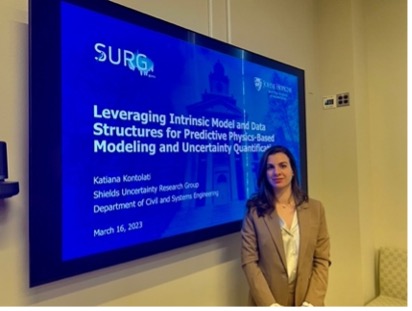 SURG
Leveraging Intrinsic Model and Data
Structures for Predictive Physics-Based
Modeling and Uncertainty Quantificati
Katiana Kontolati
Shields Uncertainty Research Group
Department of Civil and Systems Engineering
March 16, 2023